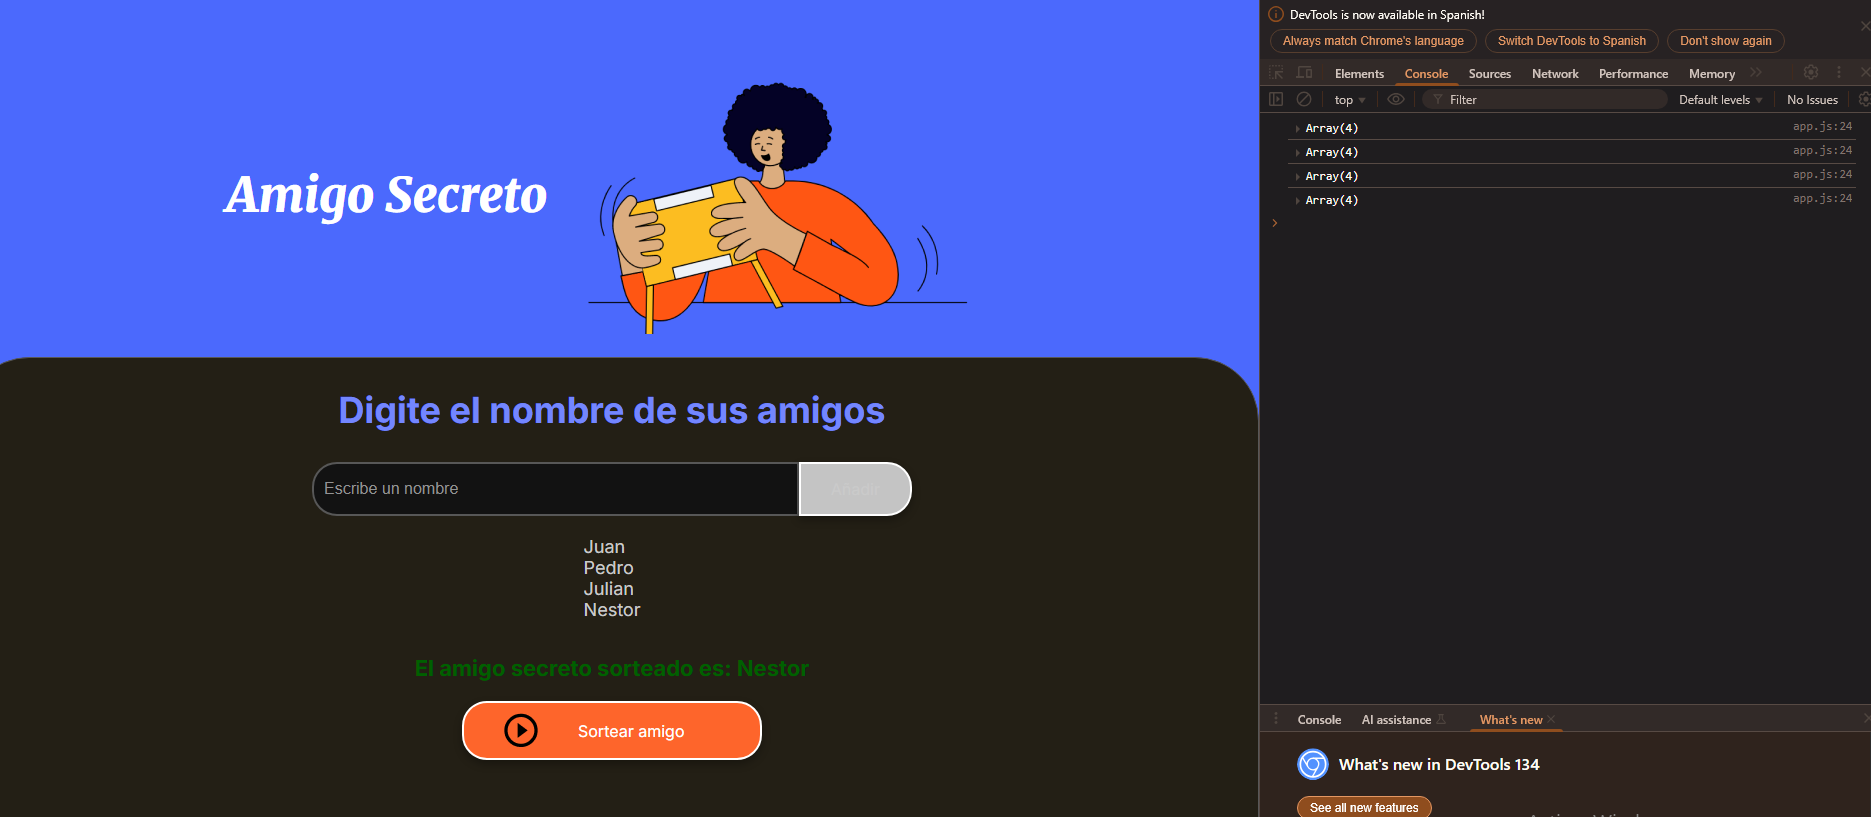 Amigo Secreto
Digite el nombre de sus amigos
Escribe un nombre
Añadir
Juan
Pedro
Julian
Nestor
El amigo secreto sorteado es: Nestor
Sortear amigo
DevTools is now available in Spanish!
Always match Chrome's language
Switch DevTools to Spanish
Don't show again
Elements
Console
Sources
Network
Performance
Memory
top
Filter
Default levels
No Issues
Array(4)
app.js:24
Array(4)
app.js:24
Array(4)
app.js:24
Array(4)
app.js:24
Console
AI assistance
What's new
What's new in DevTools 134
See all new features